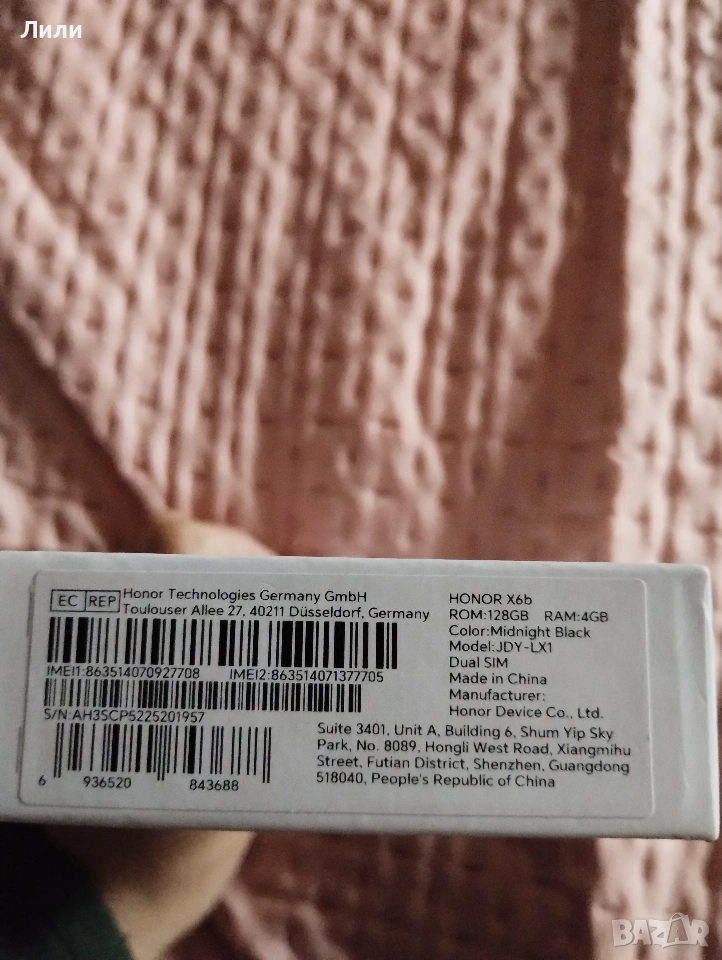 Лили
EC REP
Honor Technologies Germany GmbH
Toulouser Allee 27, 40211 Düsseldorf, Germany
IMEI1:863514070927708 IMEI2:863514071377705
S/N:AH3SCP5225201957
6 936520 843688
HONOR X6b
ROM:128GB RAM:4GB
Color:Midnight Black
Model:JDY-LX1
Dual SIM
Made in China
Manufacturer:
Honor Device Co., Ltd.
Suite 3401, Unit A, Building 6, Shum Yip Sky
Park, No. 8089, Hongli West Road, Xiangmihu
Street, Futian District, Shenzhen, Guangdong
518040, People's Republic of China
BAZAR